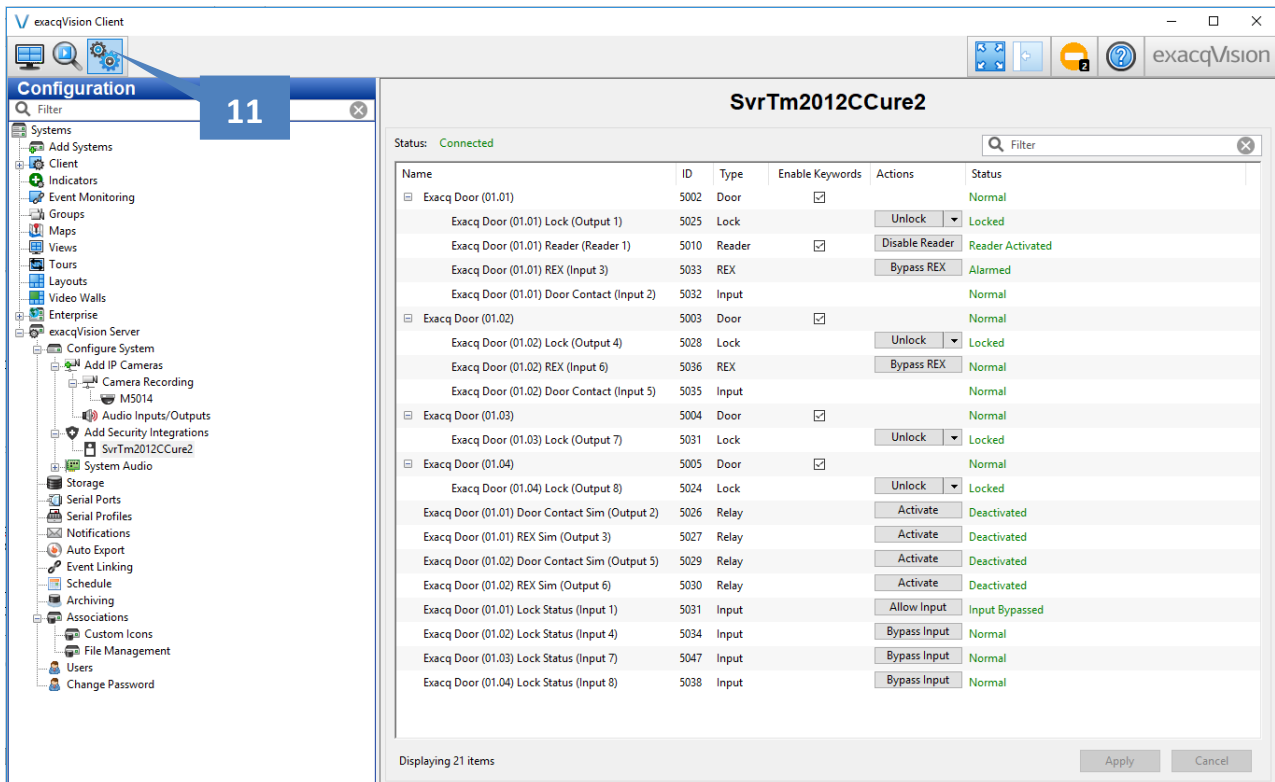 exacqVision Client
2
exacqVision
11
Configuration
Filter
Systems
Add Systems
Client
Indicators
Event Monitoring
Groups
Maps
Views
Tours
Layouts
Video Walls
Enterprise
exacqVision Server
Configure System
Add IP Cameras
Camera Recording
M5014
Audio Inputs/Outputs
Add Security Integrations
SvrTm2012CCure2
System Audio
Storage
Serial Ports
Serial Profiles
Notifications
Auto Export
Event Linking
Schedule
Archiving
Associations
Custom Icons
File Management
Users
Change Password
SvrTm2012CCure2
Status: Connected
Filter
Name ID Type Enable Keywords Actions Status
Exacq Door (01.01) 5002 Door Normal
Exacq Door (01.01) Lock (Output 1) 5025 Lock Unlock Locked
Exacq Door (01.01) Reader (Reader 1) 5010 Reader Disable Reader Reader Activated
Exacq Door (01.01) REX (Input 3) 5033 REX Bypass REX Alarmed
Exacq Door (01.01) Door Contact (Input 2) 5032 Input Normal
Exacq Door (01.02) 5003 Door Normal
Exacq Door (01.02) Lock (Output 4) 5028 Lock Unlock Locked
Exacq Door (01.02) REX (Input 6) 5036 REX Bypass REX Normal
Exacq Door (01.02) Door Contact (Input 5) 5035 Input Normal
Exacq Door (01.03) 5004 Door Normal
Exacq Door (01.03) Lock (Output 7) 5031 Lock Unlock Locked
Exacq Door (01.04) 5005 Door Normal
Exacq Door (01.04) Lock (Output 8) 5024 Lock Unlock Locked
Exacq Door (01.01) Door Contact Sim (Output 2) 5026 Relay Activate Deactivated
Exacq Door (01.01) REX Sim (Output 3) 5027 Relay Activate Deactivated
Exacq Door (01.02) Door Contact Sim (Output 5) 5029 Relay Activate Deactivated
Exacq Door (01.02) REX Sim (Output 6) 5030 Relay Activate Deactivated
Exacq Door (01.01) Lock Status (Input 1) 5031 Input Allow Input Input Bypassed
Exacq Door (01.02) Lock Status (Input 4) 5034 Input Bypass Input Normal
Exacq Door (01.03) Lock Status (Input 7) 5047 Input Bypass Input Normal
Exacq Door (01.04) Lock Status (Input 8) 5038 Input Bypass Input Normal
Displaying 21 items
Apply
Cancel